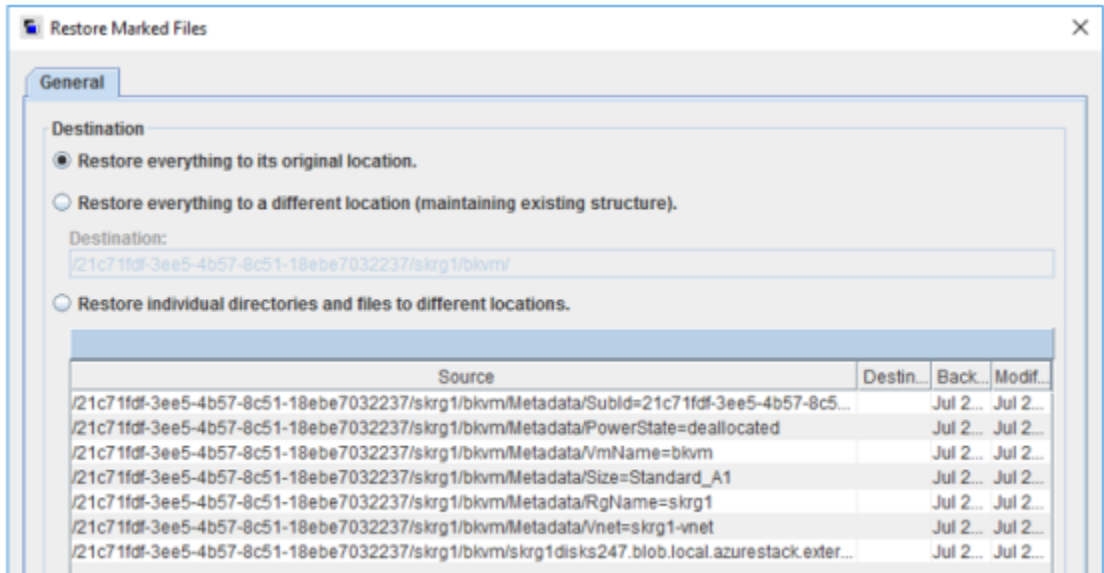 Restore Marked Files
General
Destination
Restore everything to its original location.
Restore everything to a different location (maintaining existing structure).
Destination:
/21c71fdf-3ee5-4b57-8c51-18ebe7032237/skrg1/bkvm/
Restore individual directories and files to different locations.
Source Destin... Back... Modif...
/21c71fdf-3ee5-4b57-8c51-18ebe7032237/skrg1/bkvm/Metadata/SubId=21c71fdf-3ee5-4b57-8c5... Jul 2... Jul 2...
/21c71fdf-3ee5-4b57-8c51-18ebe7032237/skrg1/bkvm/Metadata/PowerState=deallocated Jul 2... Jul 2...
/21c71fdf-3ee5-4b57-8c51-18ebe7032237/skrg1/bkvm/Metadata/VmName=bkvm Jul 2... Jul 2...
/21c71fdf-3ee5-4b57-8c51-18ebe7032237/skrg1/bkvm/Metadata/Size=Standard_A1 Jul 2... Jul 2...
/21c71fdf-3ee5-4b57-8c51-18ebe7032237/skrg1/bkvm/Metadata/RgName=skrg1 Jul 2... Jul 2...
/21c71fdf-3ee5-4b57-8c51-18ebe7032237/skrg1/bkvm/Metadata/Vnet=skrg1-vnet Jul 2... Jul 2...
/21c71fdf-3ee5-4b57-8c51-18ebe7032237/skrg1/bkvm/skrg1disks247.blob.local.azurestack.exter... Jul 2... Jul 2...